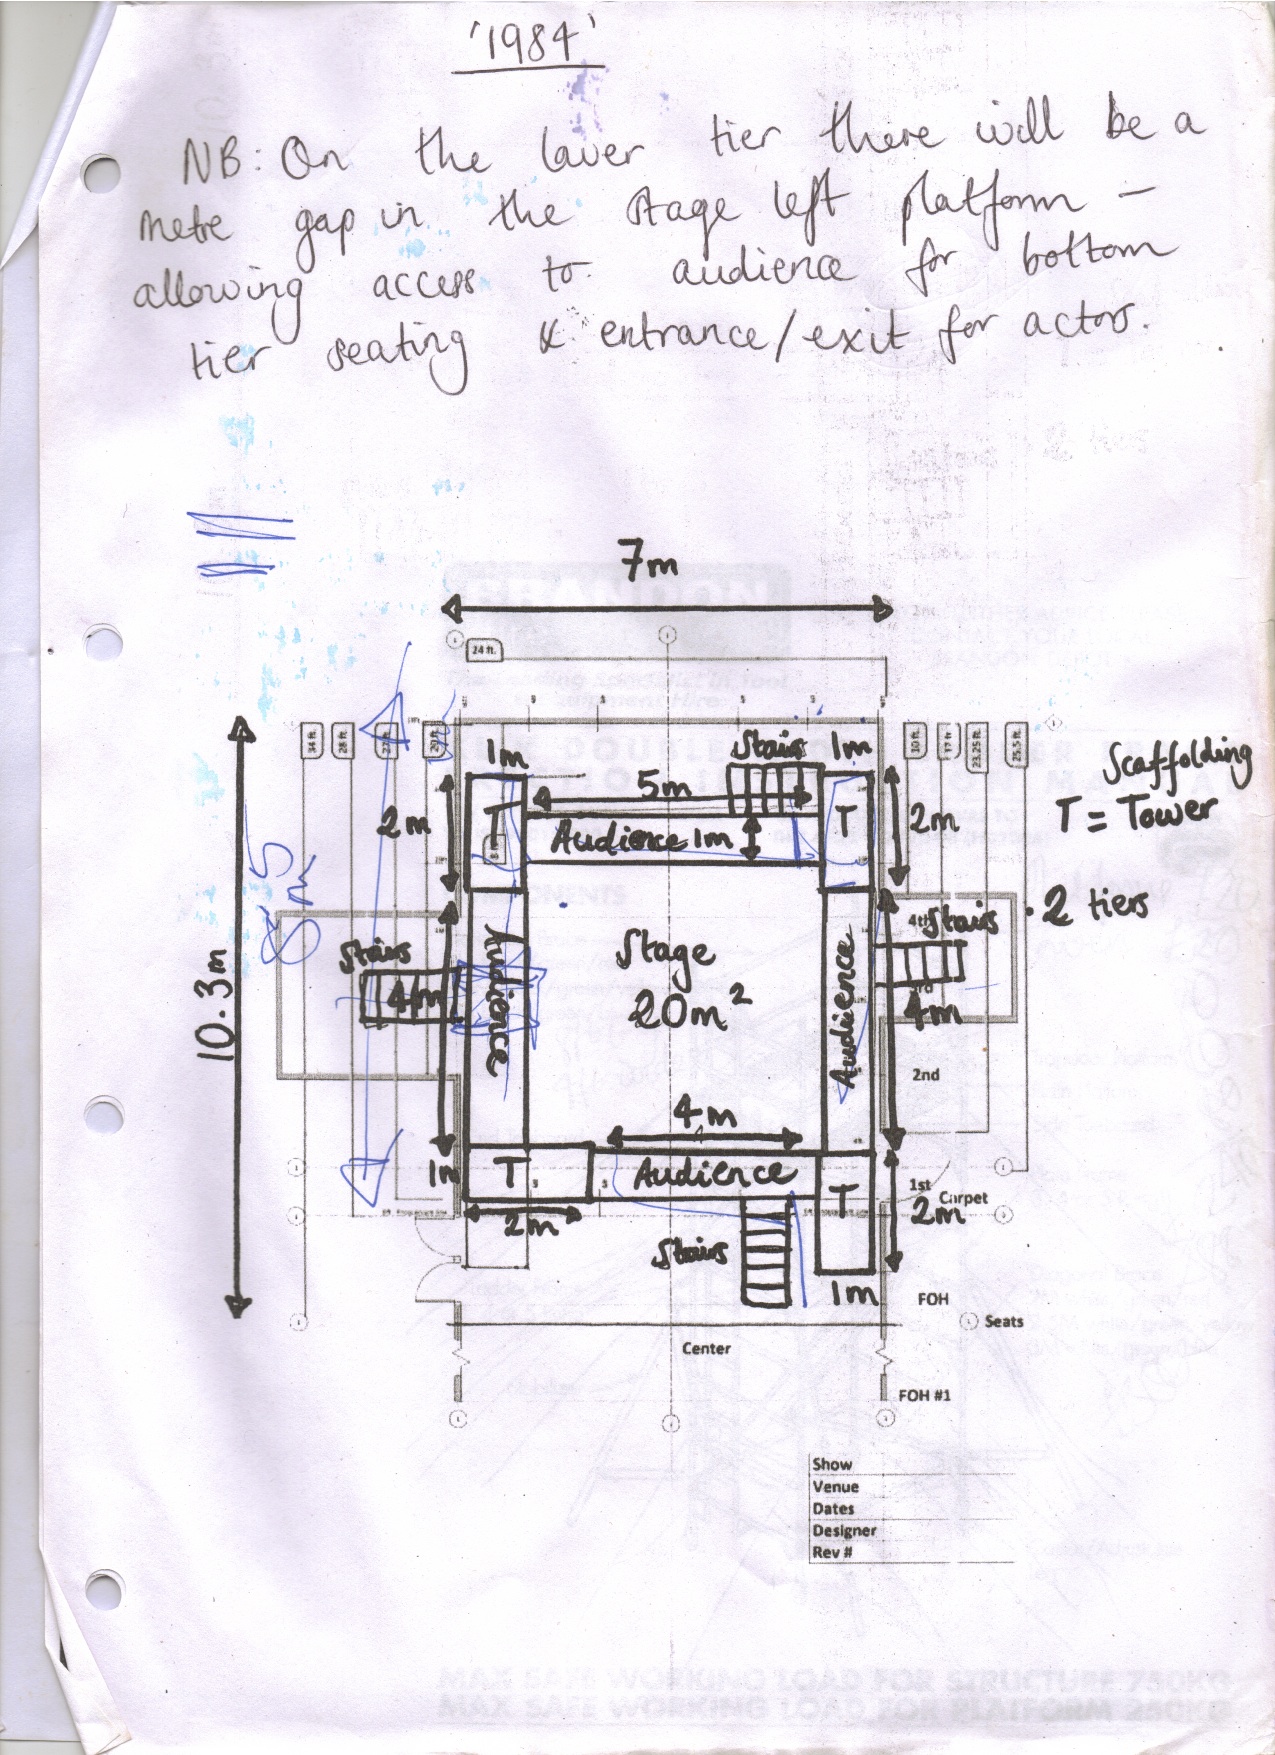 '1984'
NB: On the lower tier there will be a
metre gap in the stage left platform –
allowing access to audience for bottom
tier seating & entrance/exit for actors.
7m
24 ft.
34 ft.
28 ft.
10 ft.
17 ft.
23.25 ft.
25.5 ft.
1m
Stairs
1m
Scaffolding
T = Tower
5m
2m
T
T
2m
Audience 1m
8.5
m
• 2 tiers
4th
Stairs
Stairs
4m
Audience
Stage
20m²
Audience
4m
10.3m
2nd
4m
1m
T
Audience
T
1st
Carpet
2m
2m
Stairs
1m
FOH
Seats
Center
FOH #1
Show
Venue
Dates
Designer
Rev #
MAX SAFE WORKING LOAD FOR STRUCTURE 750KG
MAX SAFE WORKING LOAD FOR PLATFORM 250KG